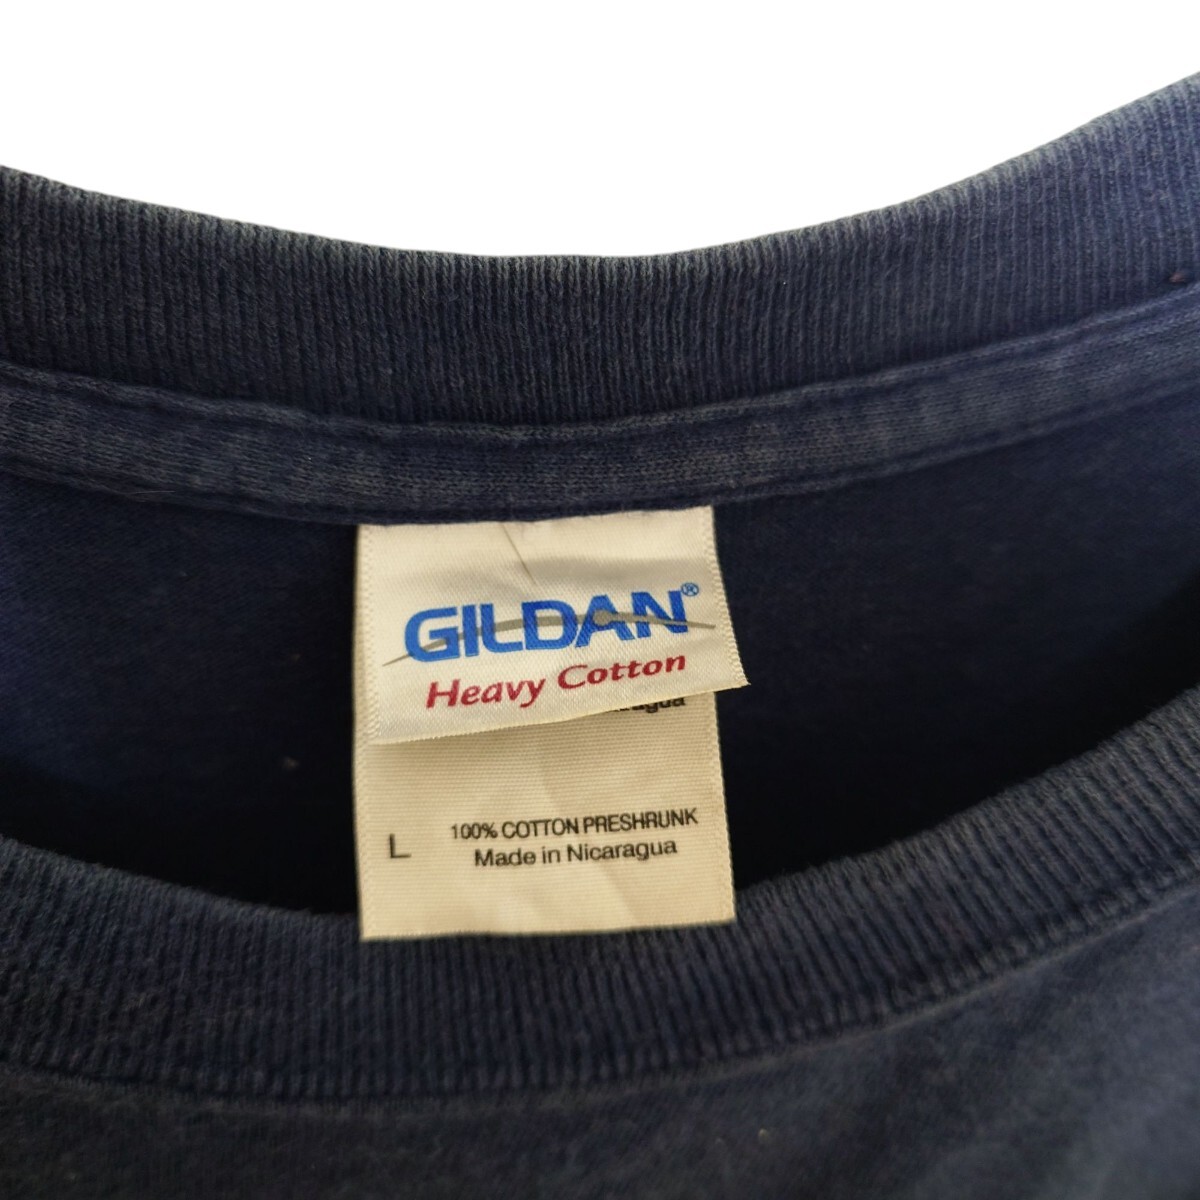 GILDAN®
Heavy Cotton
L
100% COTTON PRESHRUNK
Made in Nicaragua